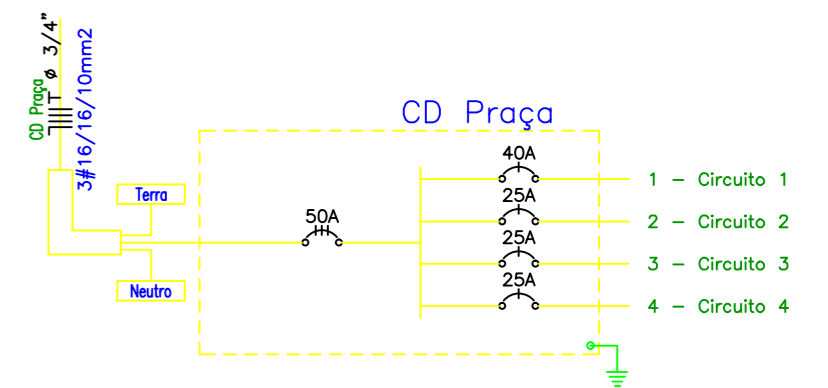 ø 3/4"
CD Praça
3#16/16/10mm2
CD Praça
Terra
Neutro
50A
40A
1 – Circuito 1
25A
2 – Circuito 2
25A
3 – Circuito 3
25A
4 – Circuito 4